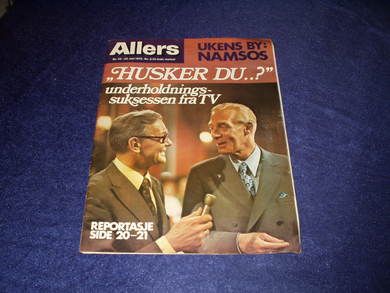 Allers
UKENS BY:
NAMSOS
„HUSKER DU..?"
underholdnings-
suksessen fra TV
REPORTASJE
SIDE 20-21